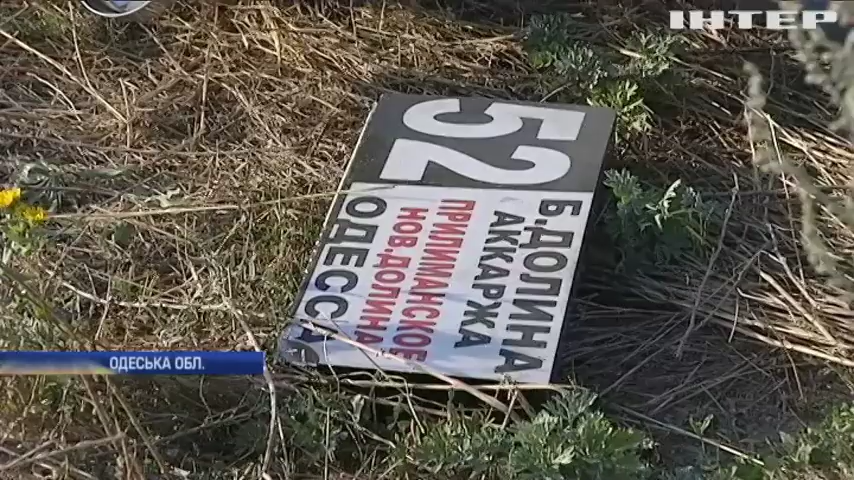 ІНТЕР
52
Б.ДОЛИНА
АККАРЖА
ПРИЛИМАНСКОЕ
НОВ.ДОЛИНА
ОДЕССА
ОДЕСЬКА ОБЛ.